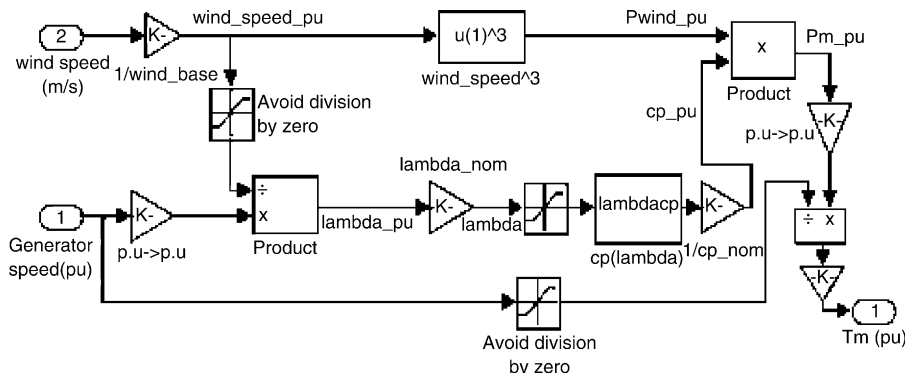 2
wind speed
(m/s)
K-
1/wind_base
wind_speed_pu
u(1)^3
wind_speed^3
Pwind_pu
x
Product
Pm_pu
-K-
p.u->p.u
Avoid division
by zero
cp_pu
1
Generator
speed(pu)
K-
p.u->p.u
÷
x
Product
lambda_pu
lambda_nom
K-
lambda
lambdacp
cp(lambda)
K-
1/cp_nom
÷ x
-K-
1
Tm (pu)
Avoid division
by zero